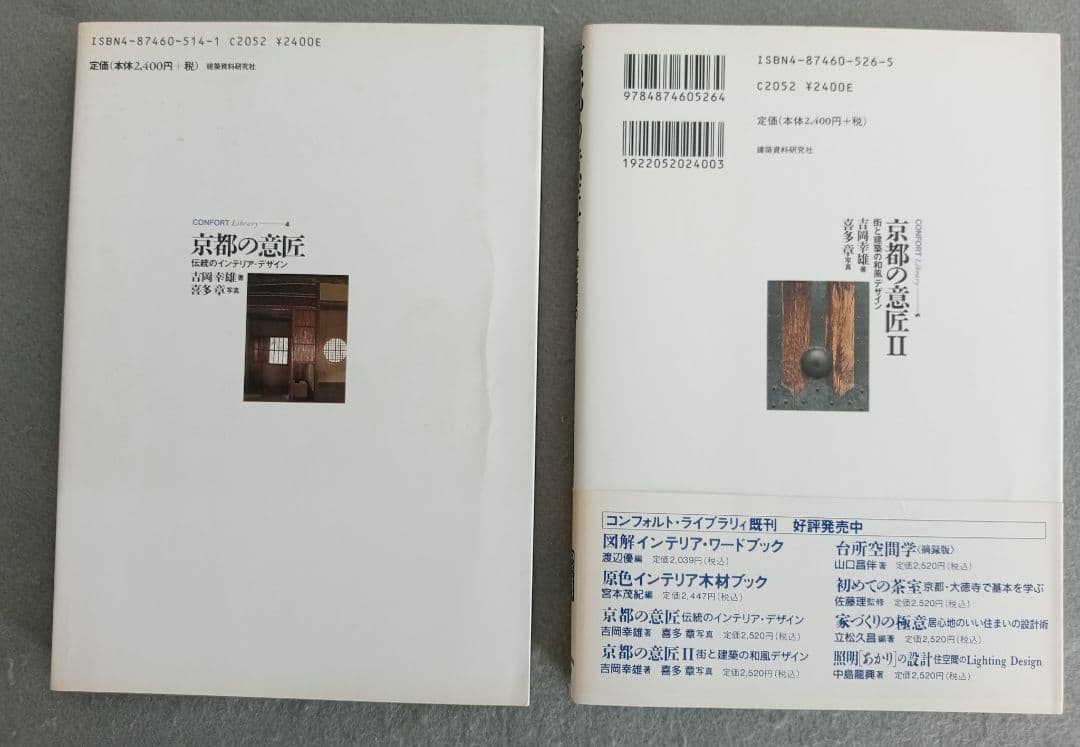 ISBN4-87460-514-1 C2052 ¥2400E
定価(本体2,400円+税) 建築資料研究社
CONFORT Library 4
京都の意匠
伝統のインテリア・デザイン
吉岡幸雄 著
喜多 章 写真
9784874605264
1922052024003
ISBN4-87460-526-5
C2052 ¥2400E
定価(本体2,400円+税)
建築資料研究社
CONFORT Library 5
京都の意匠II
街と建築の和風デザイン
吉岡幸雄 著
喜多 章 写真
コンフォルト・ライブラリィ既刊 好評発売中
図解インテリア・ワードブック
渡辺優編 定価2,039円(税込)
原色インテリア木材ブック
宮本茂紀編 定価2,447円(税込)
京都の意匠 伝統のインテリア・デザイン
吉岡幸雄著 喜多 章写真 定価2,520円(税込)
京都の意匠II 街と建築の和風デザイン
吉岡幸雄著 喜多 章写真 定価2,520円(税込)
台所空間学〈摘録版〉
山口昌伴著 定価2,520円(税込)
初めての茶室 京都・大徳寺で基本を学ぶ
佐藤理監修 定価2,520円(税込)
家づくりの極意 居心地のいい住まいの設計術
立松久昌編著 定価2,520円(税込)
照明[あかり]の設計 住空間のLighting Design
中島龍興著 定価2,520円(税込)